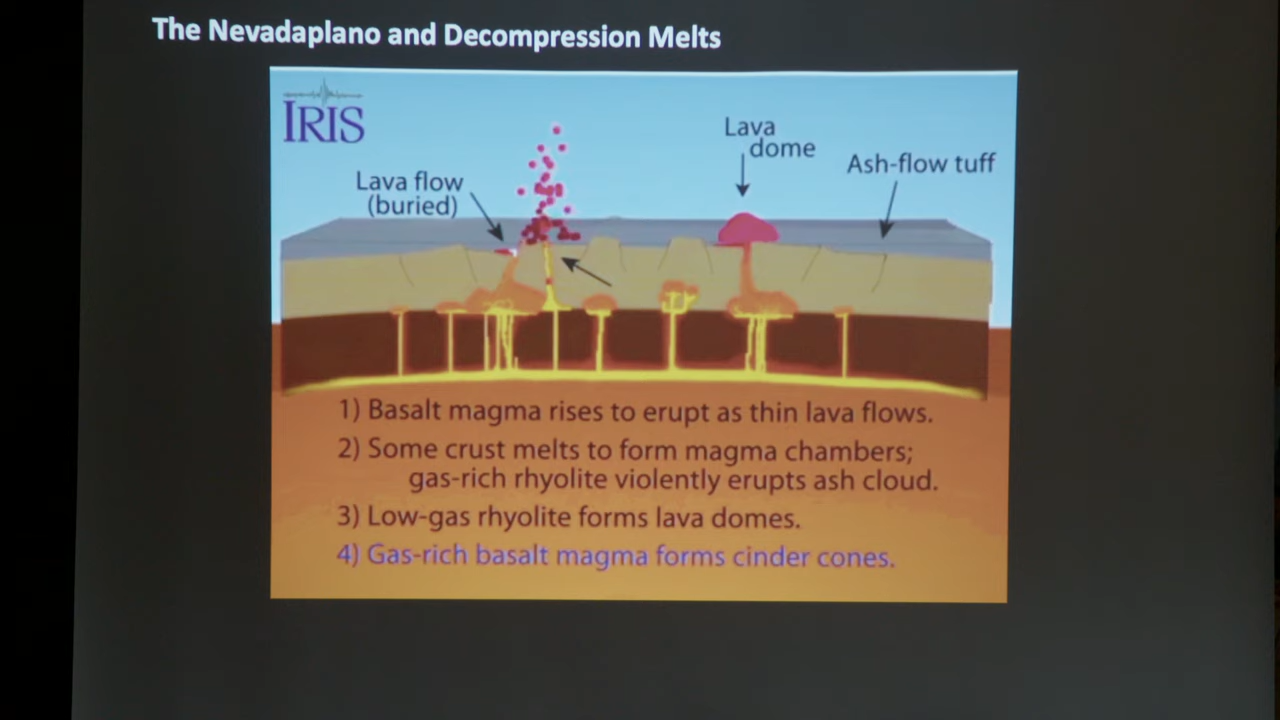 The Nevadaplano and Decompression Melts
IRIS
Lava
dome
Ash-flow tuff
Lava flow
(buried)
1) Basalt magma rises to erupt as thin lava flows.
2) Some crust melts to form magma chambers;
gas-rich rhyolite violently erupts ash cloud.
3) Low-gas rhyolite forms lava domes.
4) Gas-rich basalt magma forms cinder cones.